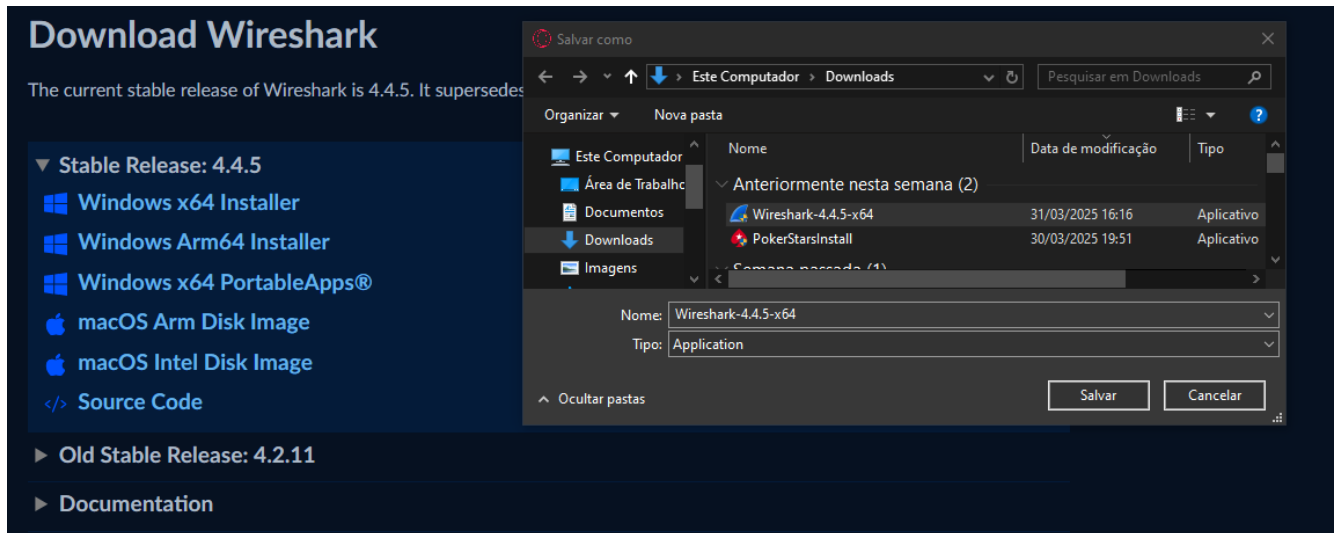 Download Wireshark
The current stable release of Wireshark is 4.4.5. It supersedes
▼ Stable Release: 4.4.5
Windows x64 Installer
Windows Arm64 Installer
Windows x64 PortableApps®
macOS Arm Disk Image
macOS Intel Disk Image
</> Source Code
▶ Old Stable Release: 4.2.11
▶ Documentation
Salvar como
Este Computador > Downloads
Pesquisar em Downloads
Organizar Nova pasta
Este Computador
Área de Trabalho
Documentos
Downloads
Imagens
Nome Data de modificação Tipo
Anteriormente nesta semana (2)
Wireshark-4.4.5-x64 31/03/2025 16:16 Aplicativo
PokerStarsInstall 30/03/2025 19:51 Aplicativo
Semana passada (1)
Nome: Wireshark-4.4.5-x64
Tipo: Application
Ocultar pastas
Salvar Cancelar